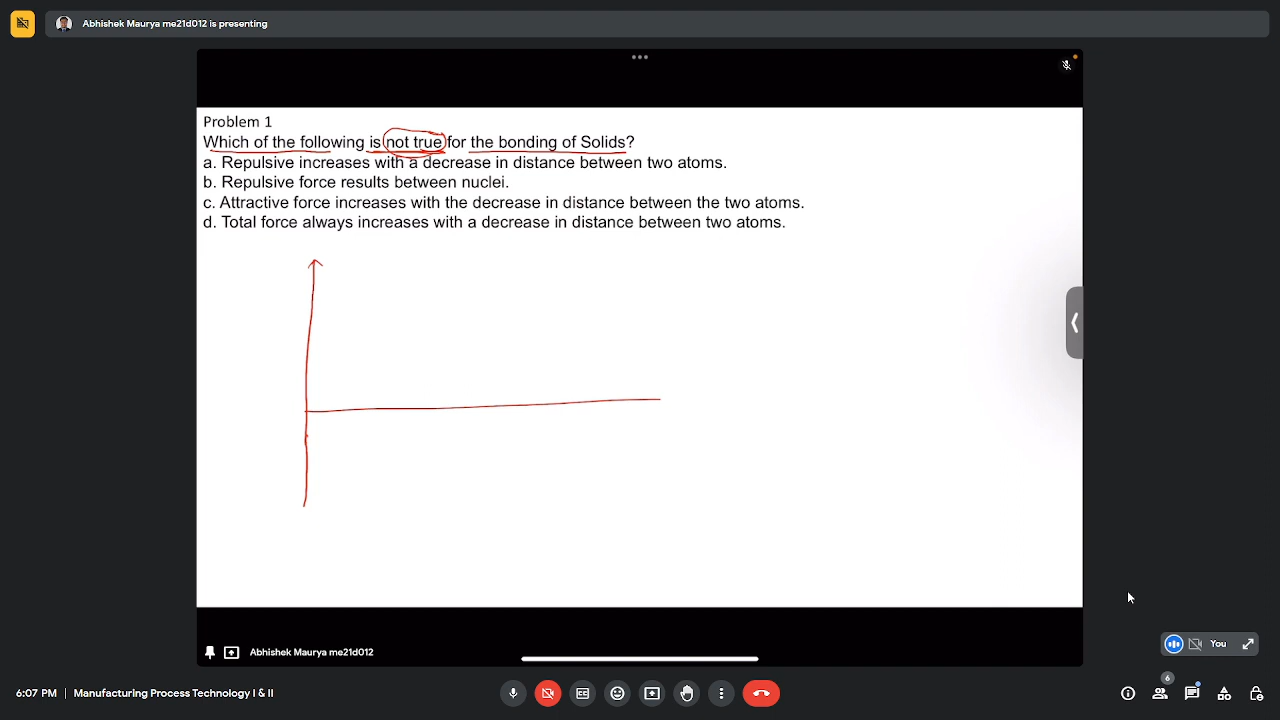 Abhishek Maurya me21d012 is presenting
Problem 1
Which of the following is not true for the bonding of Solids?
a. Repulsive increases with a decrease in distance between two atoms.
b. Repulsive force results between nuclei.
c. Attractive force increases with the decrease in distance between the two atoms.
d. Total force always increases with a decrease in distance between two atoms.
You
Abhishek Maurya me21d012
6
6:07 PM | Manufacturing Process Technology I & II